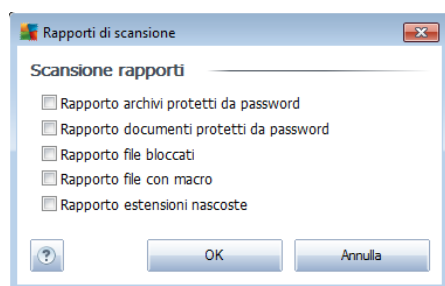 Rapporti di scansione
Scansione rapporti
Rapporto archivi protetti da password
Rapporto documenti protetti da password
Rapporto file bloccati
Rapporto file con macro
Rapporto estensioni nascoste
?
OK
Annulla